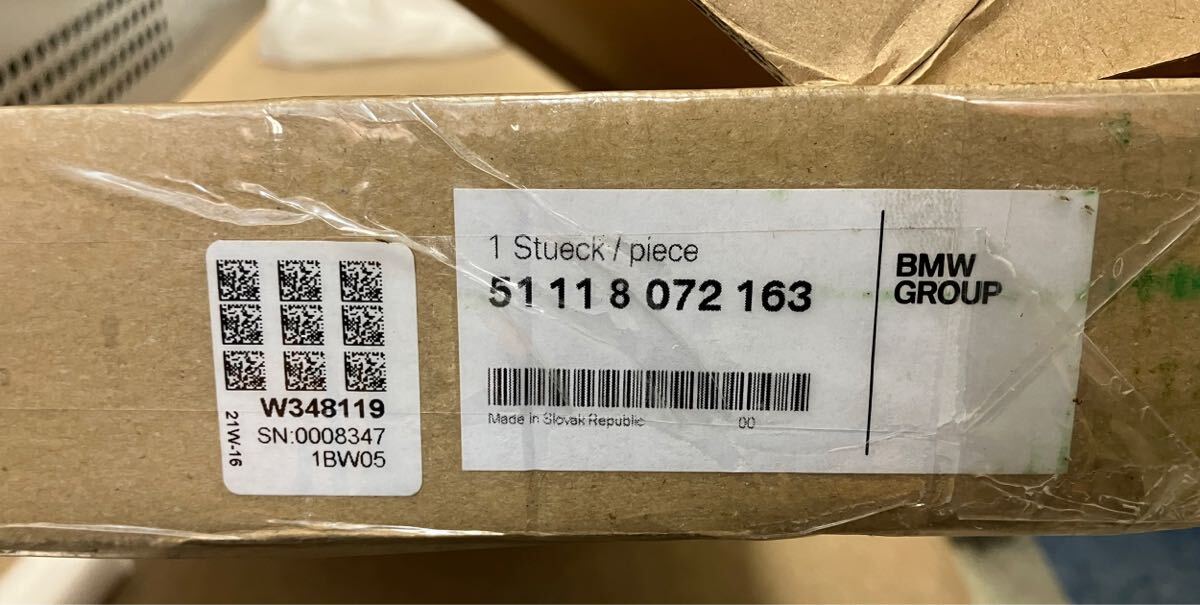 W348119
SN:0008347
1BW05
21W-16
1 Stueck / piece
51 11 8 072 163
Made in Slovak Republic 00
BMW
GROUP